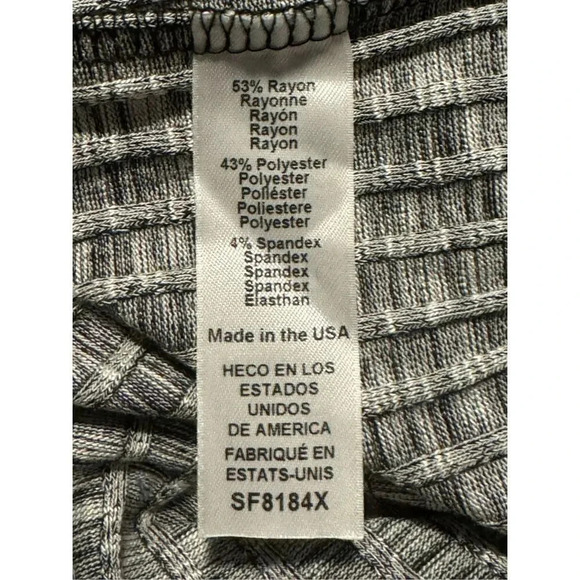 53% Rayon
Rayonne
Rayón
Rayon
Rayon
43% Polyester
Polyester
Poliéster
Poliestere
Polyester
4% Spandex
Spandex
Spandex
Spandex
Elasthan
Made in the USA
HECO EN LOS
ESTADOS
UNIDOS
DE AMERICA
FABRIQUÉ EN
ESTATS-UNIS
SF8184X